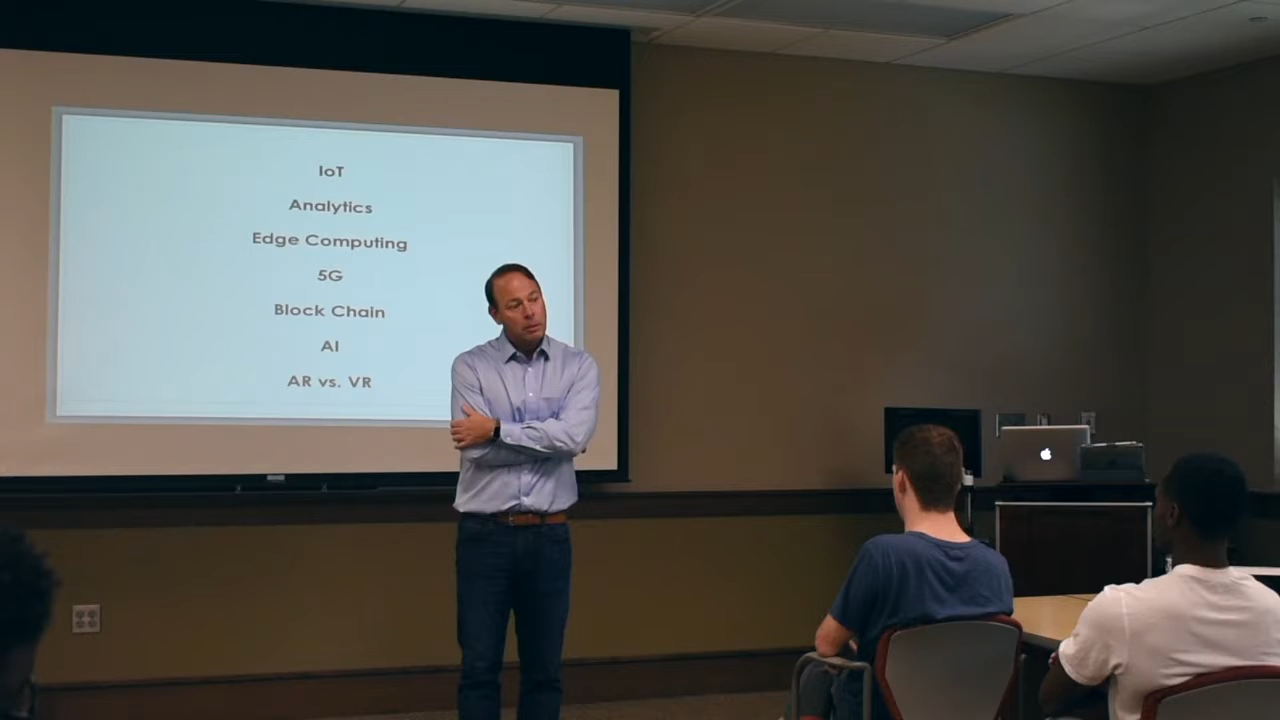 IoT
Analytics
Edge Computing
5G
Block Chain
AI
AR vs. VR